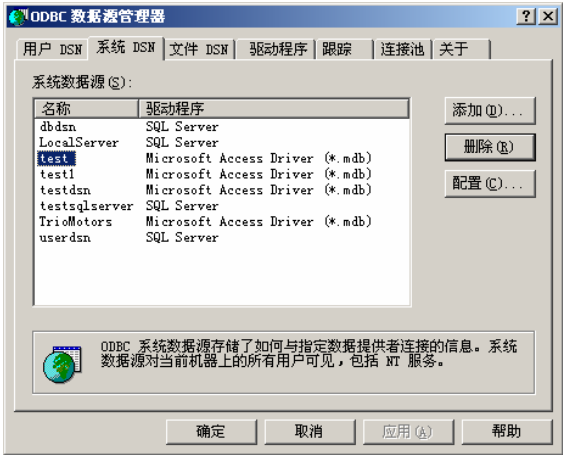 ODBC 数据源管理器
用户 DSN 系统 DSN 文件 DSN 驱动程序 跟踪 连接池 关于
系统数据源(S):
名称 驱动程序
dbdsn SQL Server
LocalServer SQL Server
test Microsoft Access Driver (*.mdb)
test1 Microsoft Access Driver (*.mdb)
testdsn Microsoft Access Driver (*.mdb)
testsqlserver SQL Server
TrioMotors Microsoft Access Driver (*.mdb)
userdsn SQL Server
添加(D)...
删除(R)
配置(C)...
ODBC 系统数据源存储了如何与指定数据提供者连接的信息。系统
数据源对当前机器上的所有用户可见，包括 NT 服务。
确定 取消 应用(A) 帮助